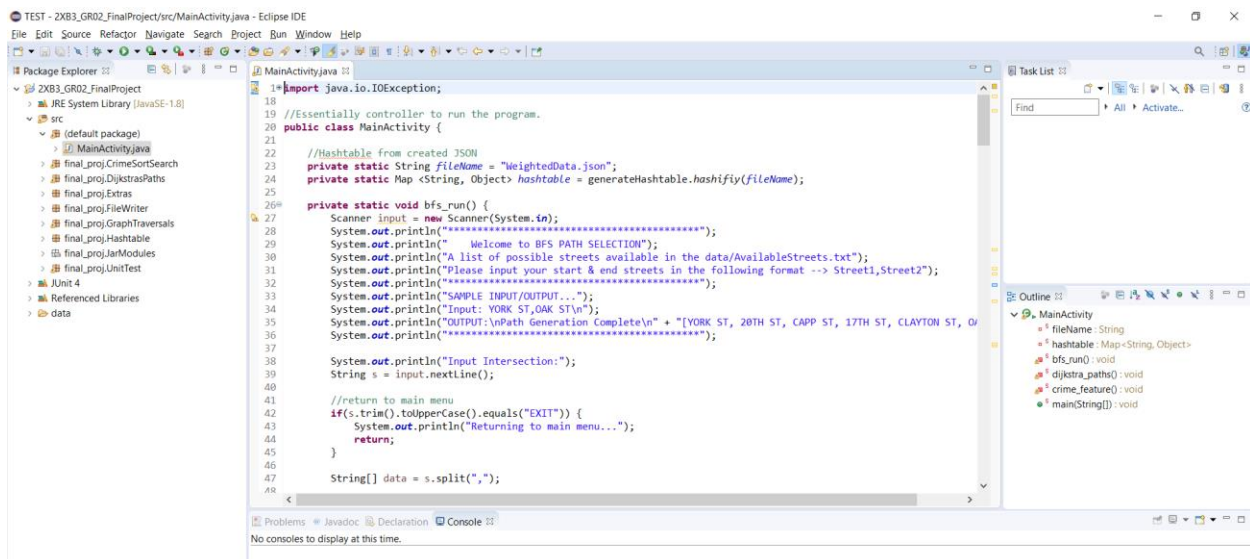 TEST - 2XB3_GR02_FinalProject/src/MainActivity.java - Eclipse IDE
File Edit Source Refactor Navigate Search Project Run Window Help
Package Explorer
2XB3_GR02_FinalProject
JRE System Library [JavaSE-1.8]
src
(default package)
MainActivity.java
final_proj.CrimeSortSearch
final_proj.DijkstrasPaths
final_proj.Extras
final_proj.FileWriter
final_proj.GraphTraversals
final_proj.Hashtable
final_proj.JarModules
final_proj.UnitTest
JUnit 4
Referenced Libraries
data
MainActivity.java
1 import java.io.IOException;
18
19 //Essentially controller to run the program.
20 public class MainActivity {
21
22 //Hashtable from created JSON
23 private static String fileName = "WeightedData.json";
24 private static Map <String, Object> hashtable = generateHashtable.hashifiy(fileName);
25
26 private static void bfs_run() {
27 Scanner input = new Scanner(System.in);
28 System.out.println("******************************************");
29 System.out.println("    Welcome to BFS PATH SELECTION");
30 System.out.println("A list of possible streets available in the data/AvailableStreets.txt");
31 System.out.println("Please input your start & end streets in the following format --> Street1,Street2");
32 System.out.println("******************************************");
33 System.out.println("SAMPLE INPUT/OUTPUT...");
34 System.out.println("Input: YORK ST,OAK ST\n");
35 System.out.println("OUTPUT:\nPath Generation Complete\n" + "[YORK ST, 20TH ST, CAPP ST, 17TH ST, CLAYTON ST, OA
36 System.out.println("******************************************");
37
38 System.out.println("Input Intersection:");
39 String s = input.nextLine();
40
41 //return to main menu
42 if(s.trim().toUpperCase().equals("EXIT")) {
43 System.out.println("Returning to main menu...");
44 return;
45 }
46
47 String[] data = s.split(",");
48
Problems Javadoc Declaration Console
No consoles to display at this time.
Task List
Find All Activate...
Outline
MainActivity
fileName : String
hashtable : Map<String, Object>
bfs_run() : void
dijkstra_paths() : void
crime_feature() : void
main(String[]) : void